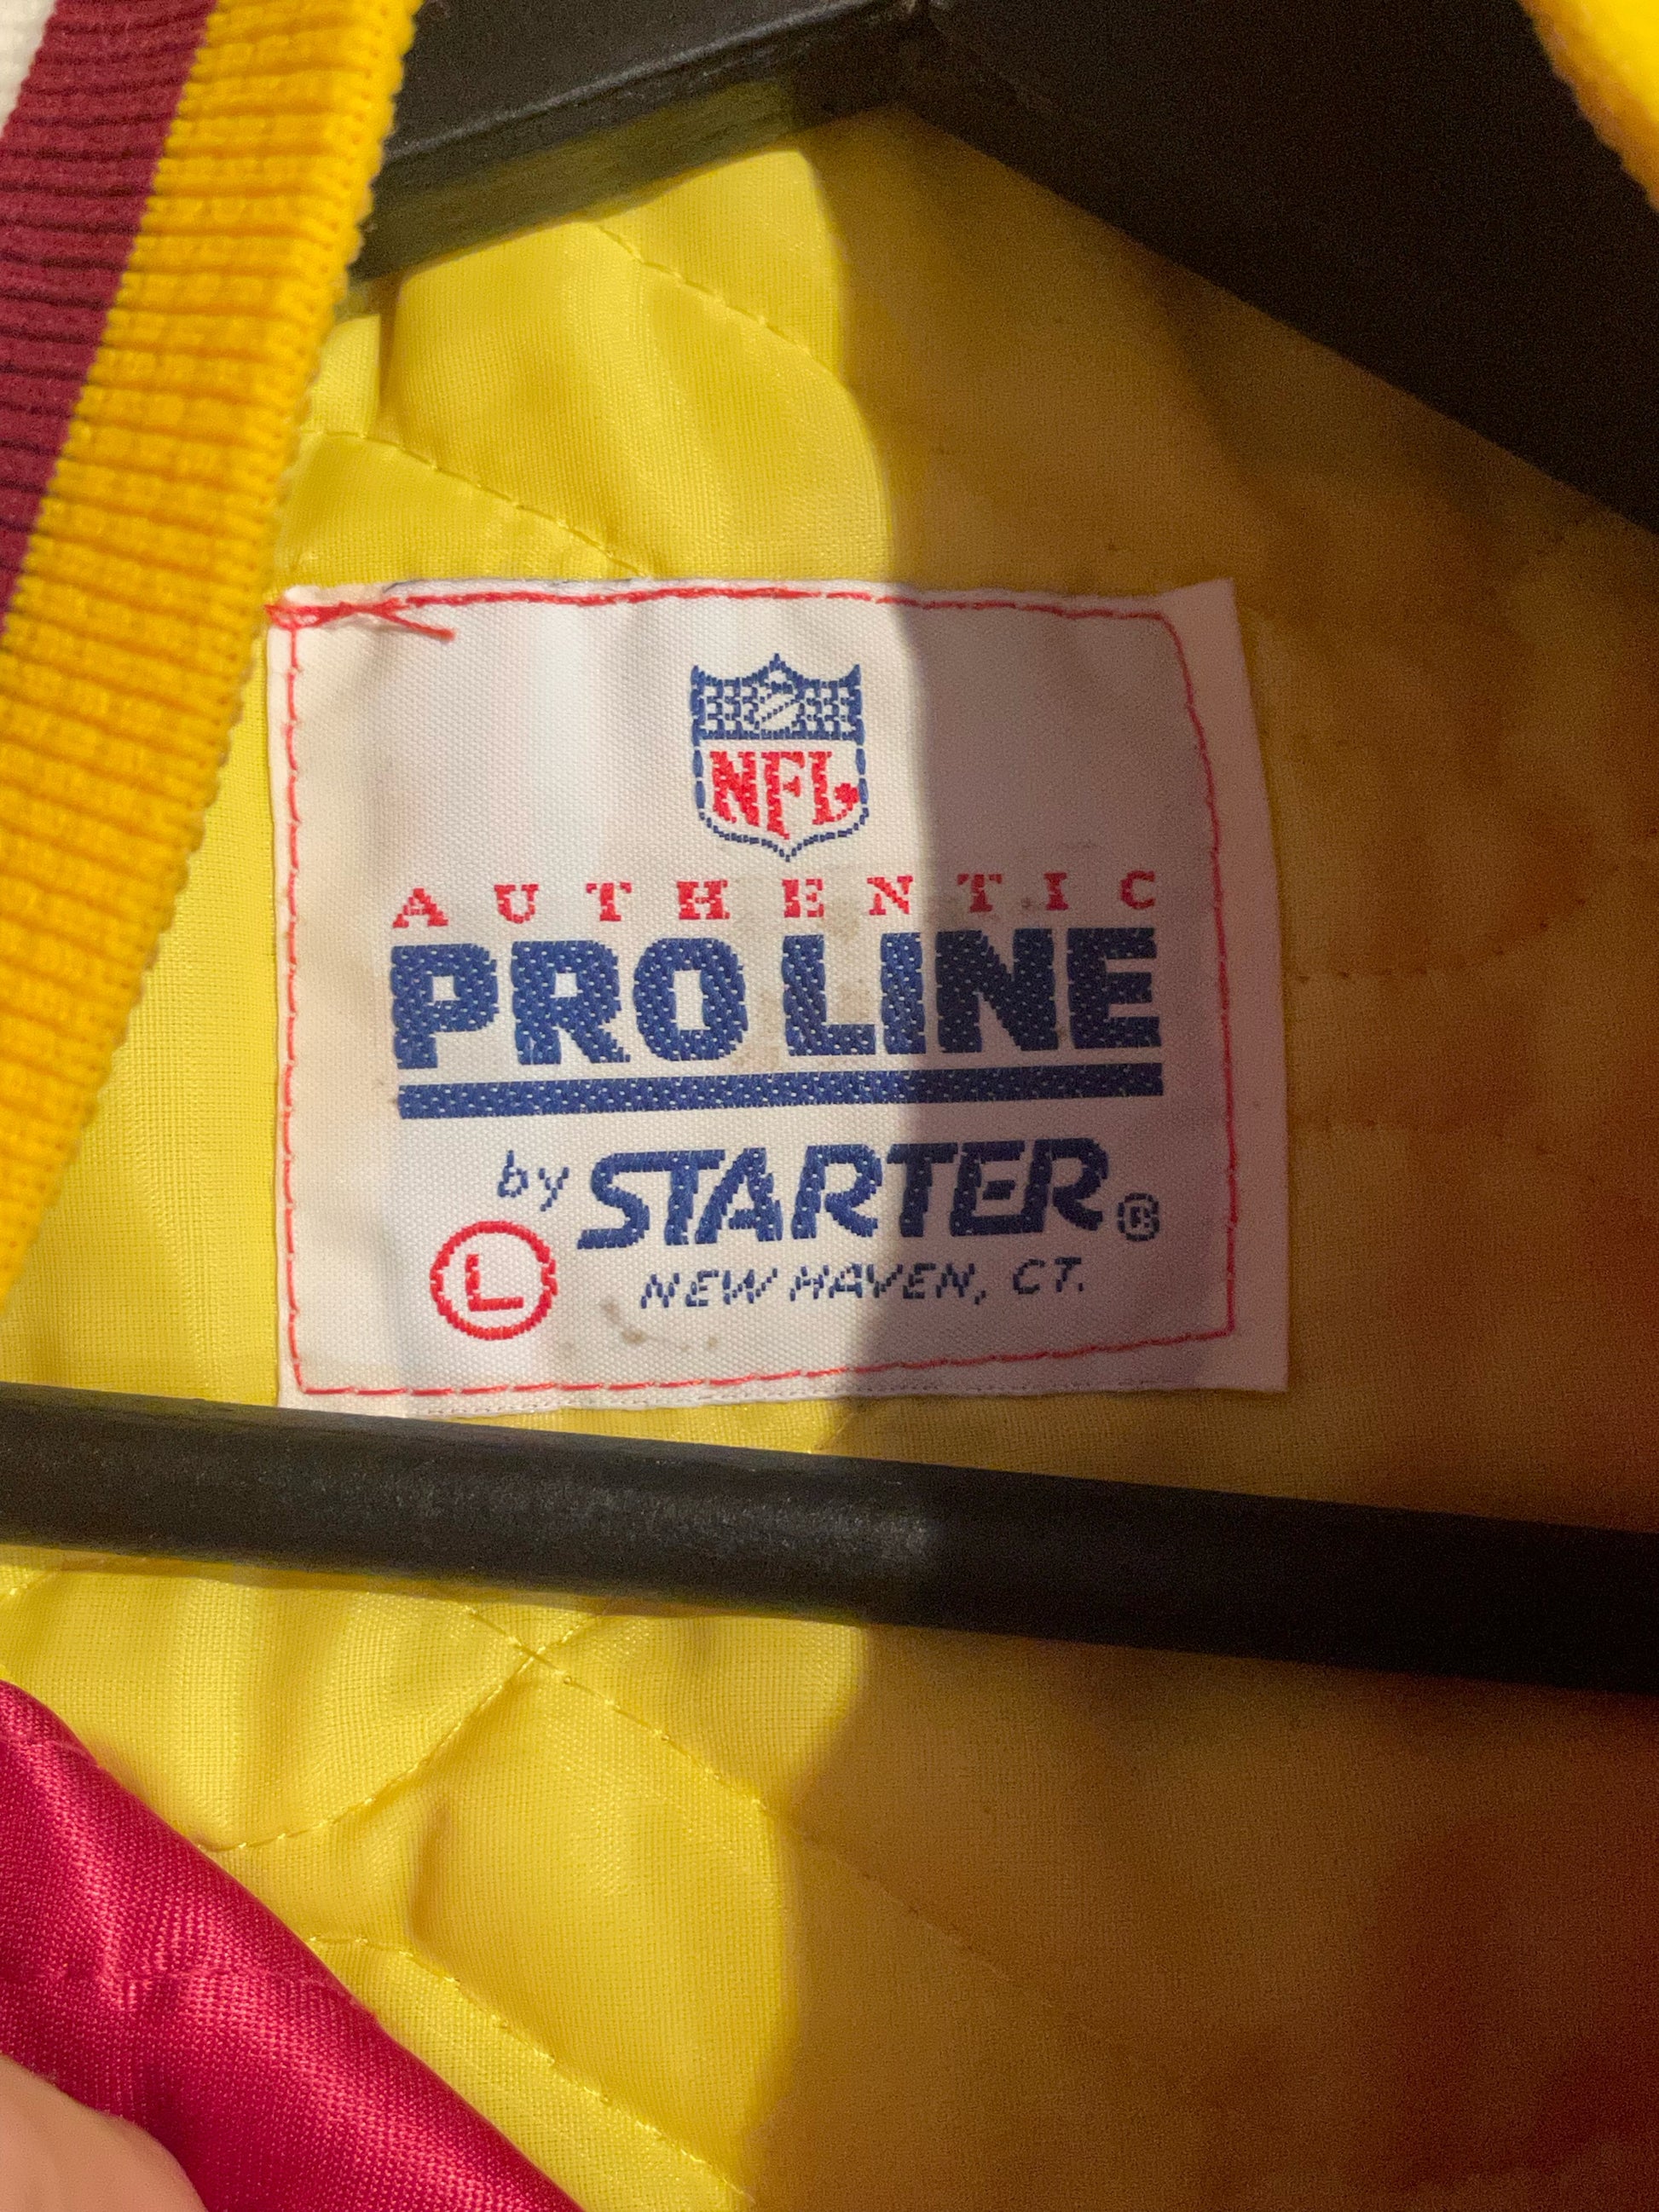 NFL
AUTHENTIC
PRO LINE
by STARTER®
L
NEW HAVEN, CT.